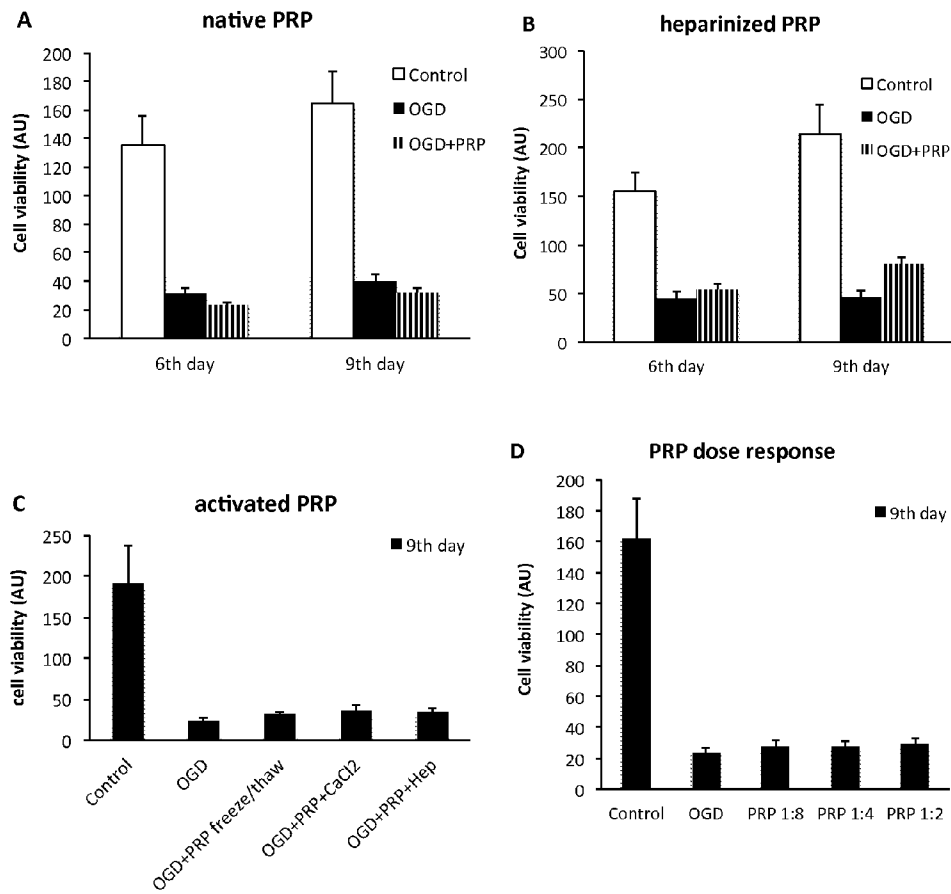 A
native PRP
200
180
160
140
120
100
80
60
40
20
0
Cell viability (AU)
Control
OGD
OGD+PRP
6th day
9th day
B
heparinized PRP
300
250
200
150
100
50
0
Cell viability (AU)
Control
OGD
OGD+PRP
6th day
9th day
C
activated PRP
250
200
150
100
50
0
cell viability (AU)
9th day
Control
OGD
OGD+PRP freeze/thaw
OGD+PRP+CaCl2
OGD+PRP+Hep
D
PRP dose response
200
180
160
140
120
100
80
60
40
20
0
Cell viability (AU)
9th day
Control
OGD
PRP 1:8
PRP 1:4
PRP 1:2